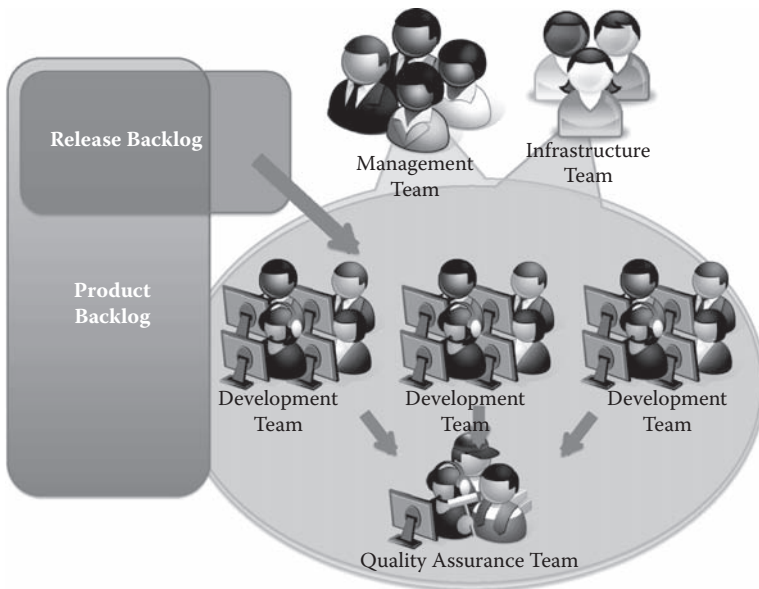 Release Backlog
Product
Backlog
Management
Team
Infrastructure
Team
Development
Team
Development
Team
Development
Team
Quality Assurance Team